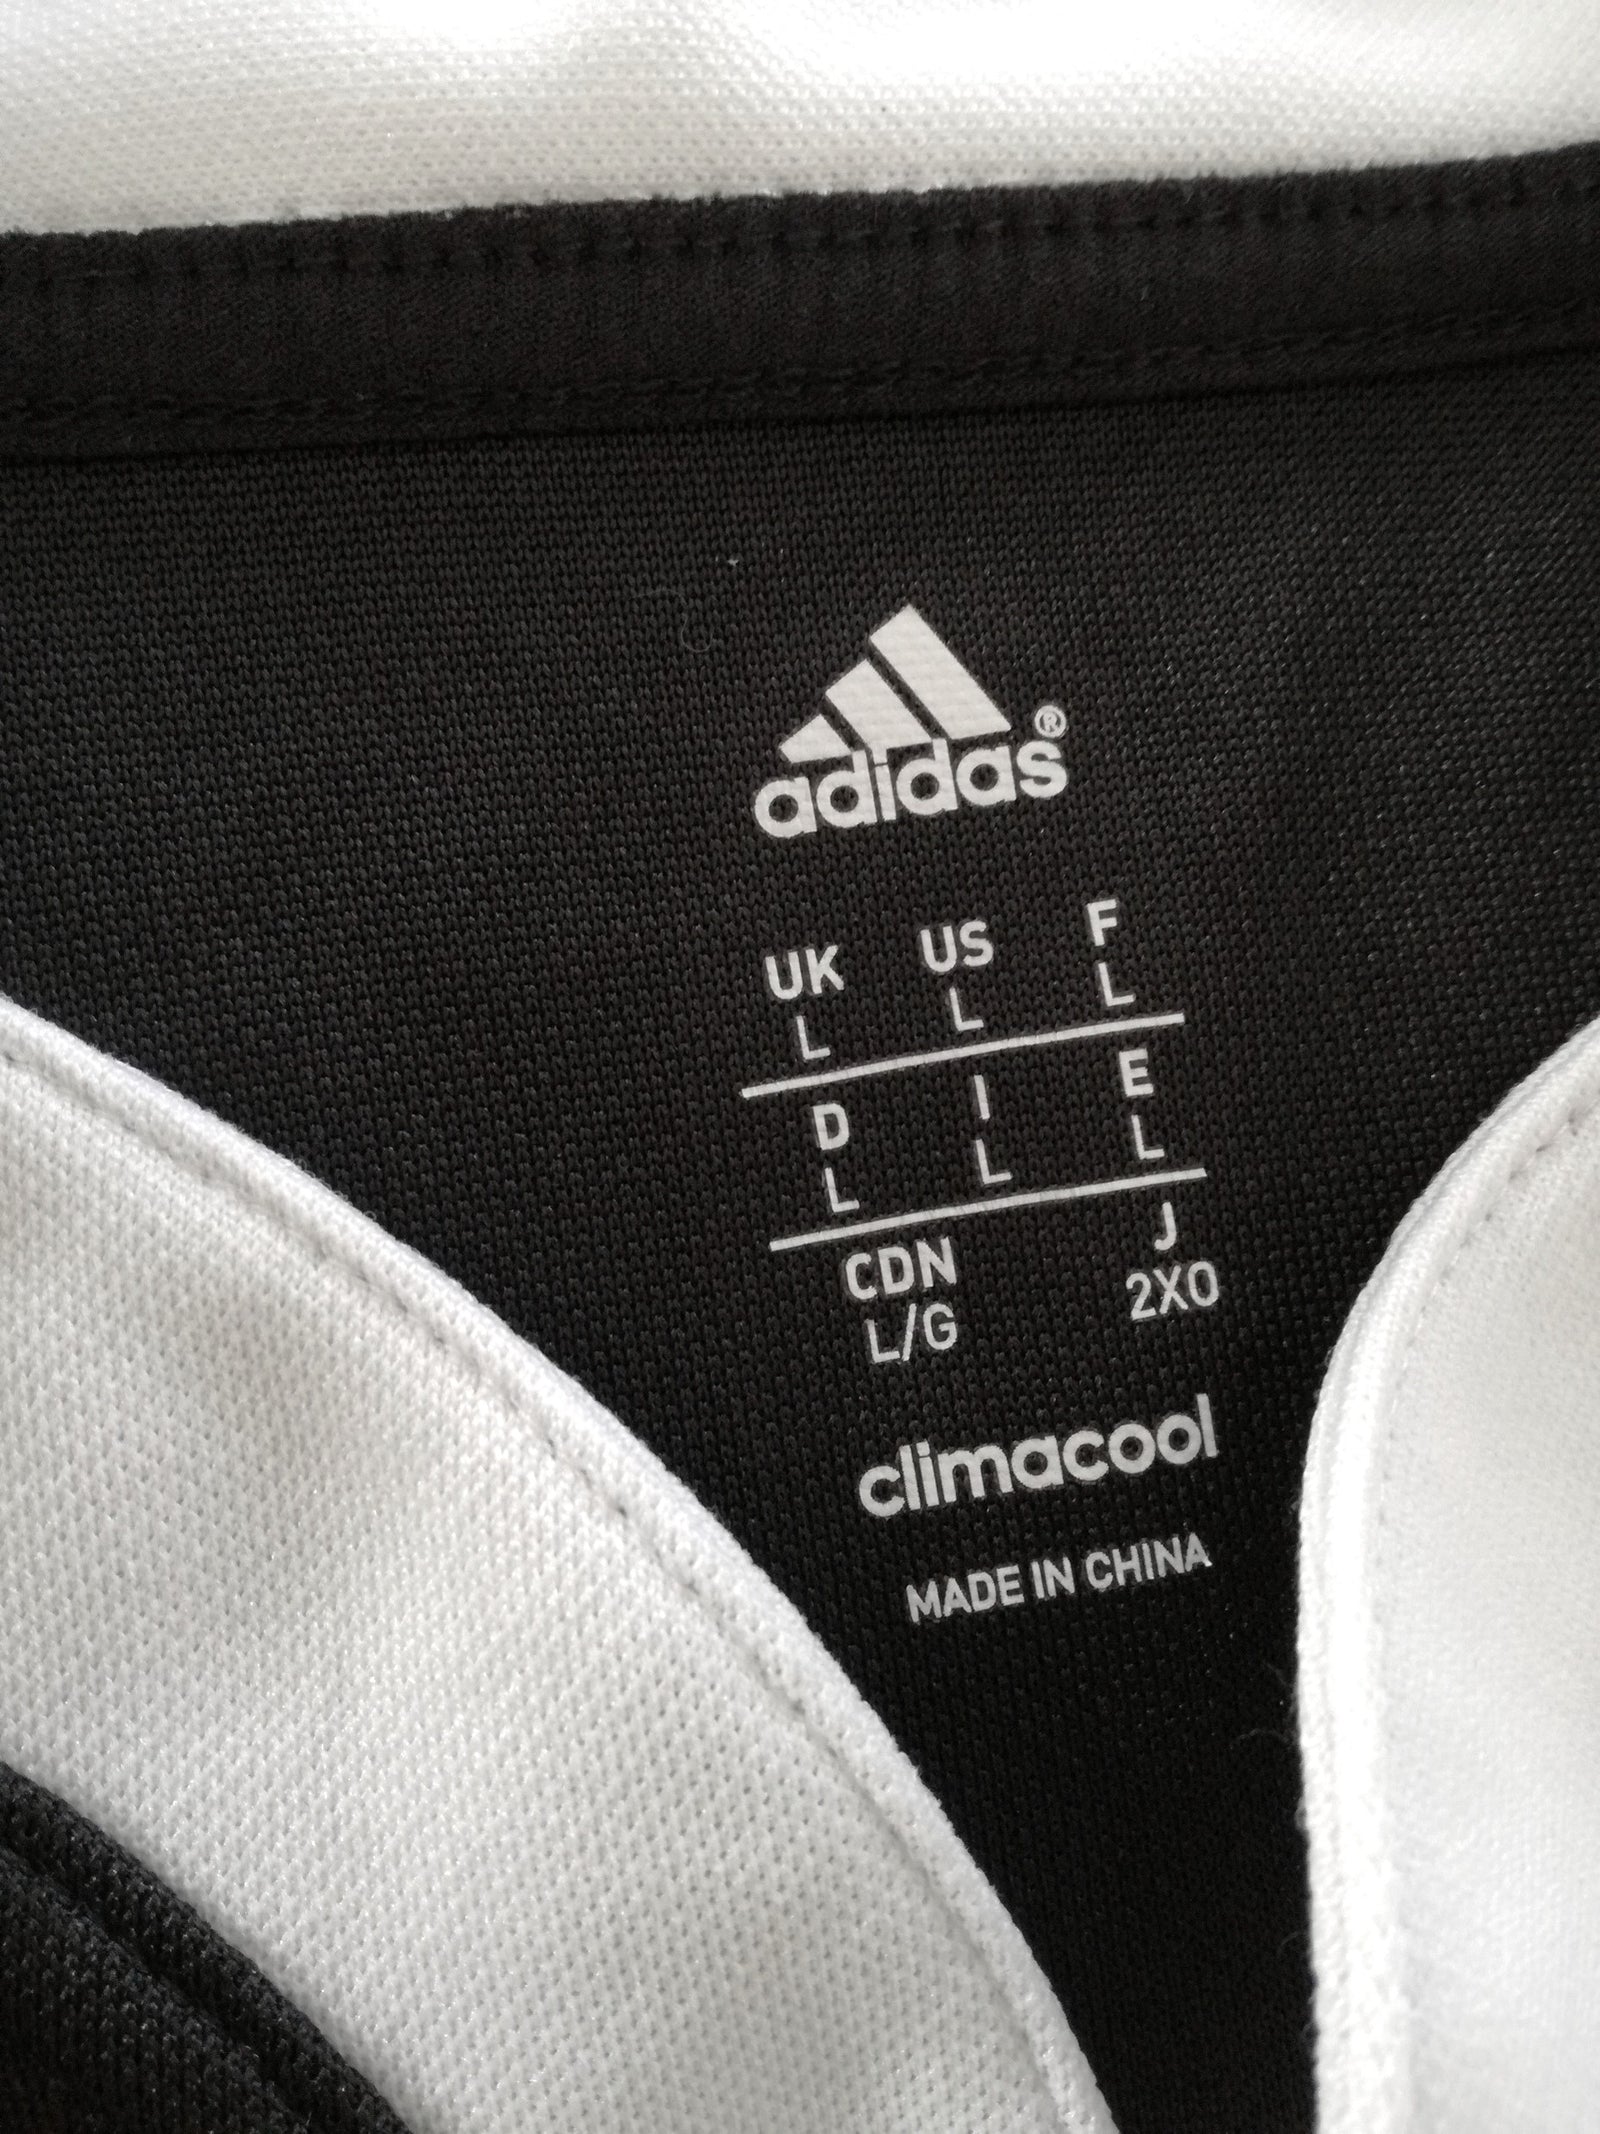 adidas®
UK US F
L L L
D I E
L L L
CDN J
L/G 2XO
climacool
MADE IN CHINA